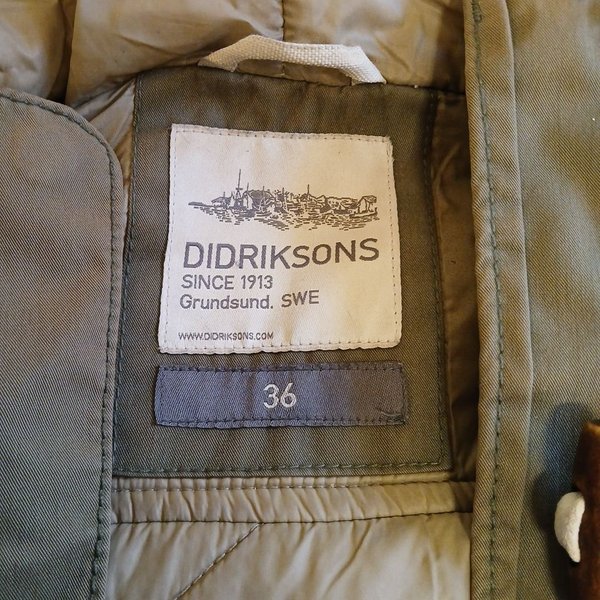 DIDRIKSONS
SINCE 1913
Grundsund. SWE
WWW.DIDRIKSONS.COM
36